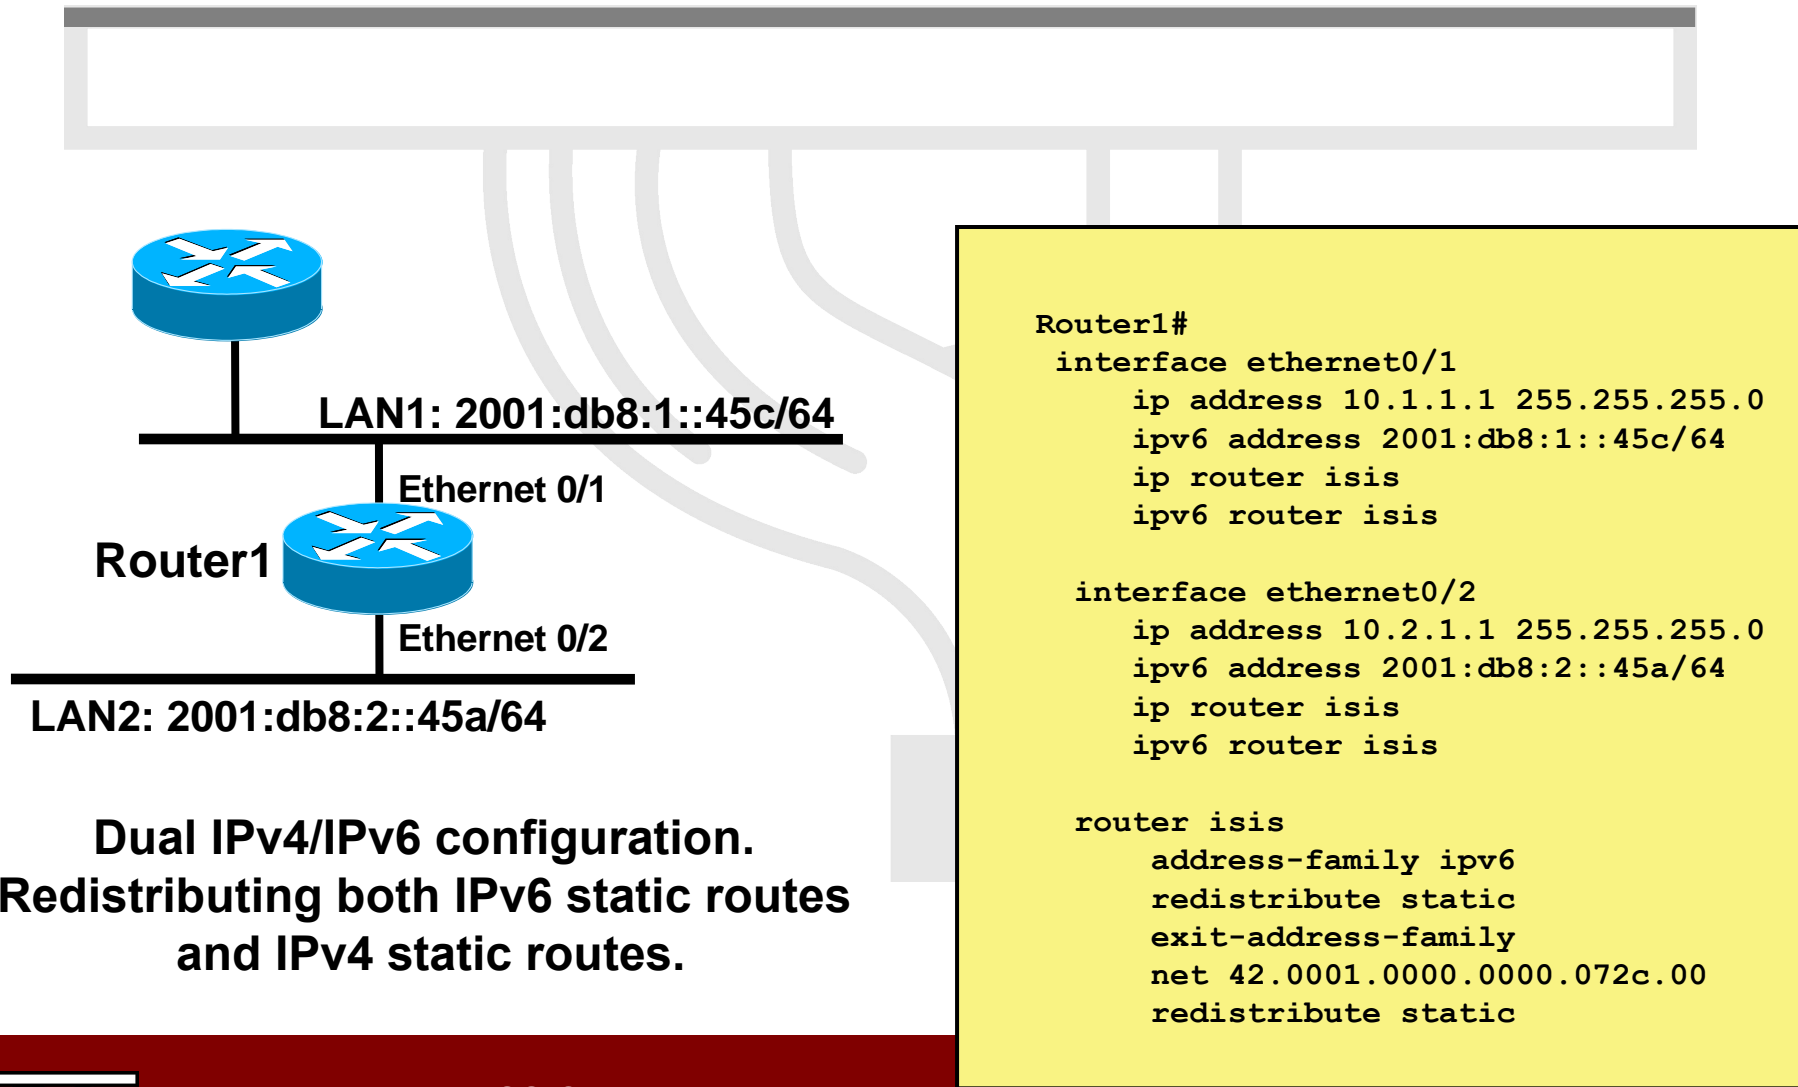 LAN1: 2001:db8:1::45c/64
Ethernet 0/1
Router1
Ethernet 0/2
LAN2: 2001:db8:2::45a/64
Dual IPv4/IPv6 configuration.
Redistributing both IPv6 static routes
and IPv4 static routes.
Router1#
interface ethernet0/1
ip address 10.1.1.1 255.255.255.0
ipv6 address 2001:db8:1::45c/64
ip router isis
ipv6 router isis
interface ethernet0/2
ip address 10.2.1.1 255.255.255.0
ipv6 address 2001:db8:2::45a/64
ip router isis
ipv6 router isis
router isis
address-family ipv6
redistribute static
exit-address-family
net 42.0001.0000.0000.072c.00
redistribute static